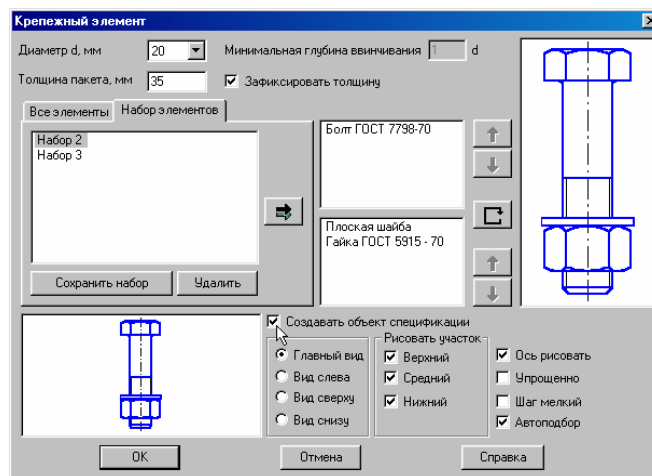 Крепежный элемент
Диаметр d, мм 20 Минимальная глубина ввинчивания 1 d
Толщина пакета, мм 35 Зафиксировать толщину
Все элементы Набор элементов
Набор 2
Набор 3
Болт ГОСТ 7798-70
Плоская шайба
Гайка ГОСТ 5915 - 70
Сохранить набор Удалить
Создавать объект спецификации
Главный вид
Вид слева
Вид сверху
Вид снизу
Рисовать участок
Верхний
Средний
Нижний
Ось рисовать
Упрощенно
Шаг мелкий
Автоподбор
OK Отмена Справка